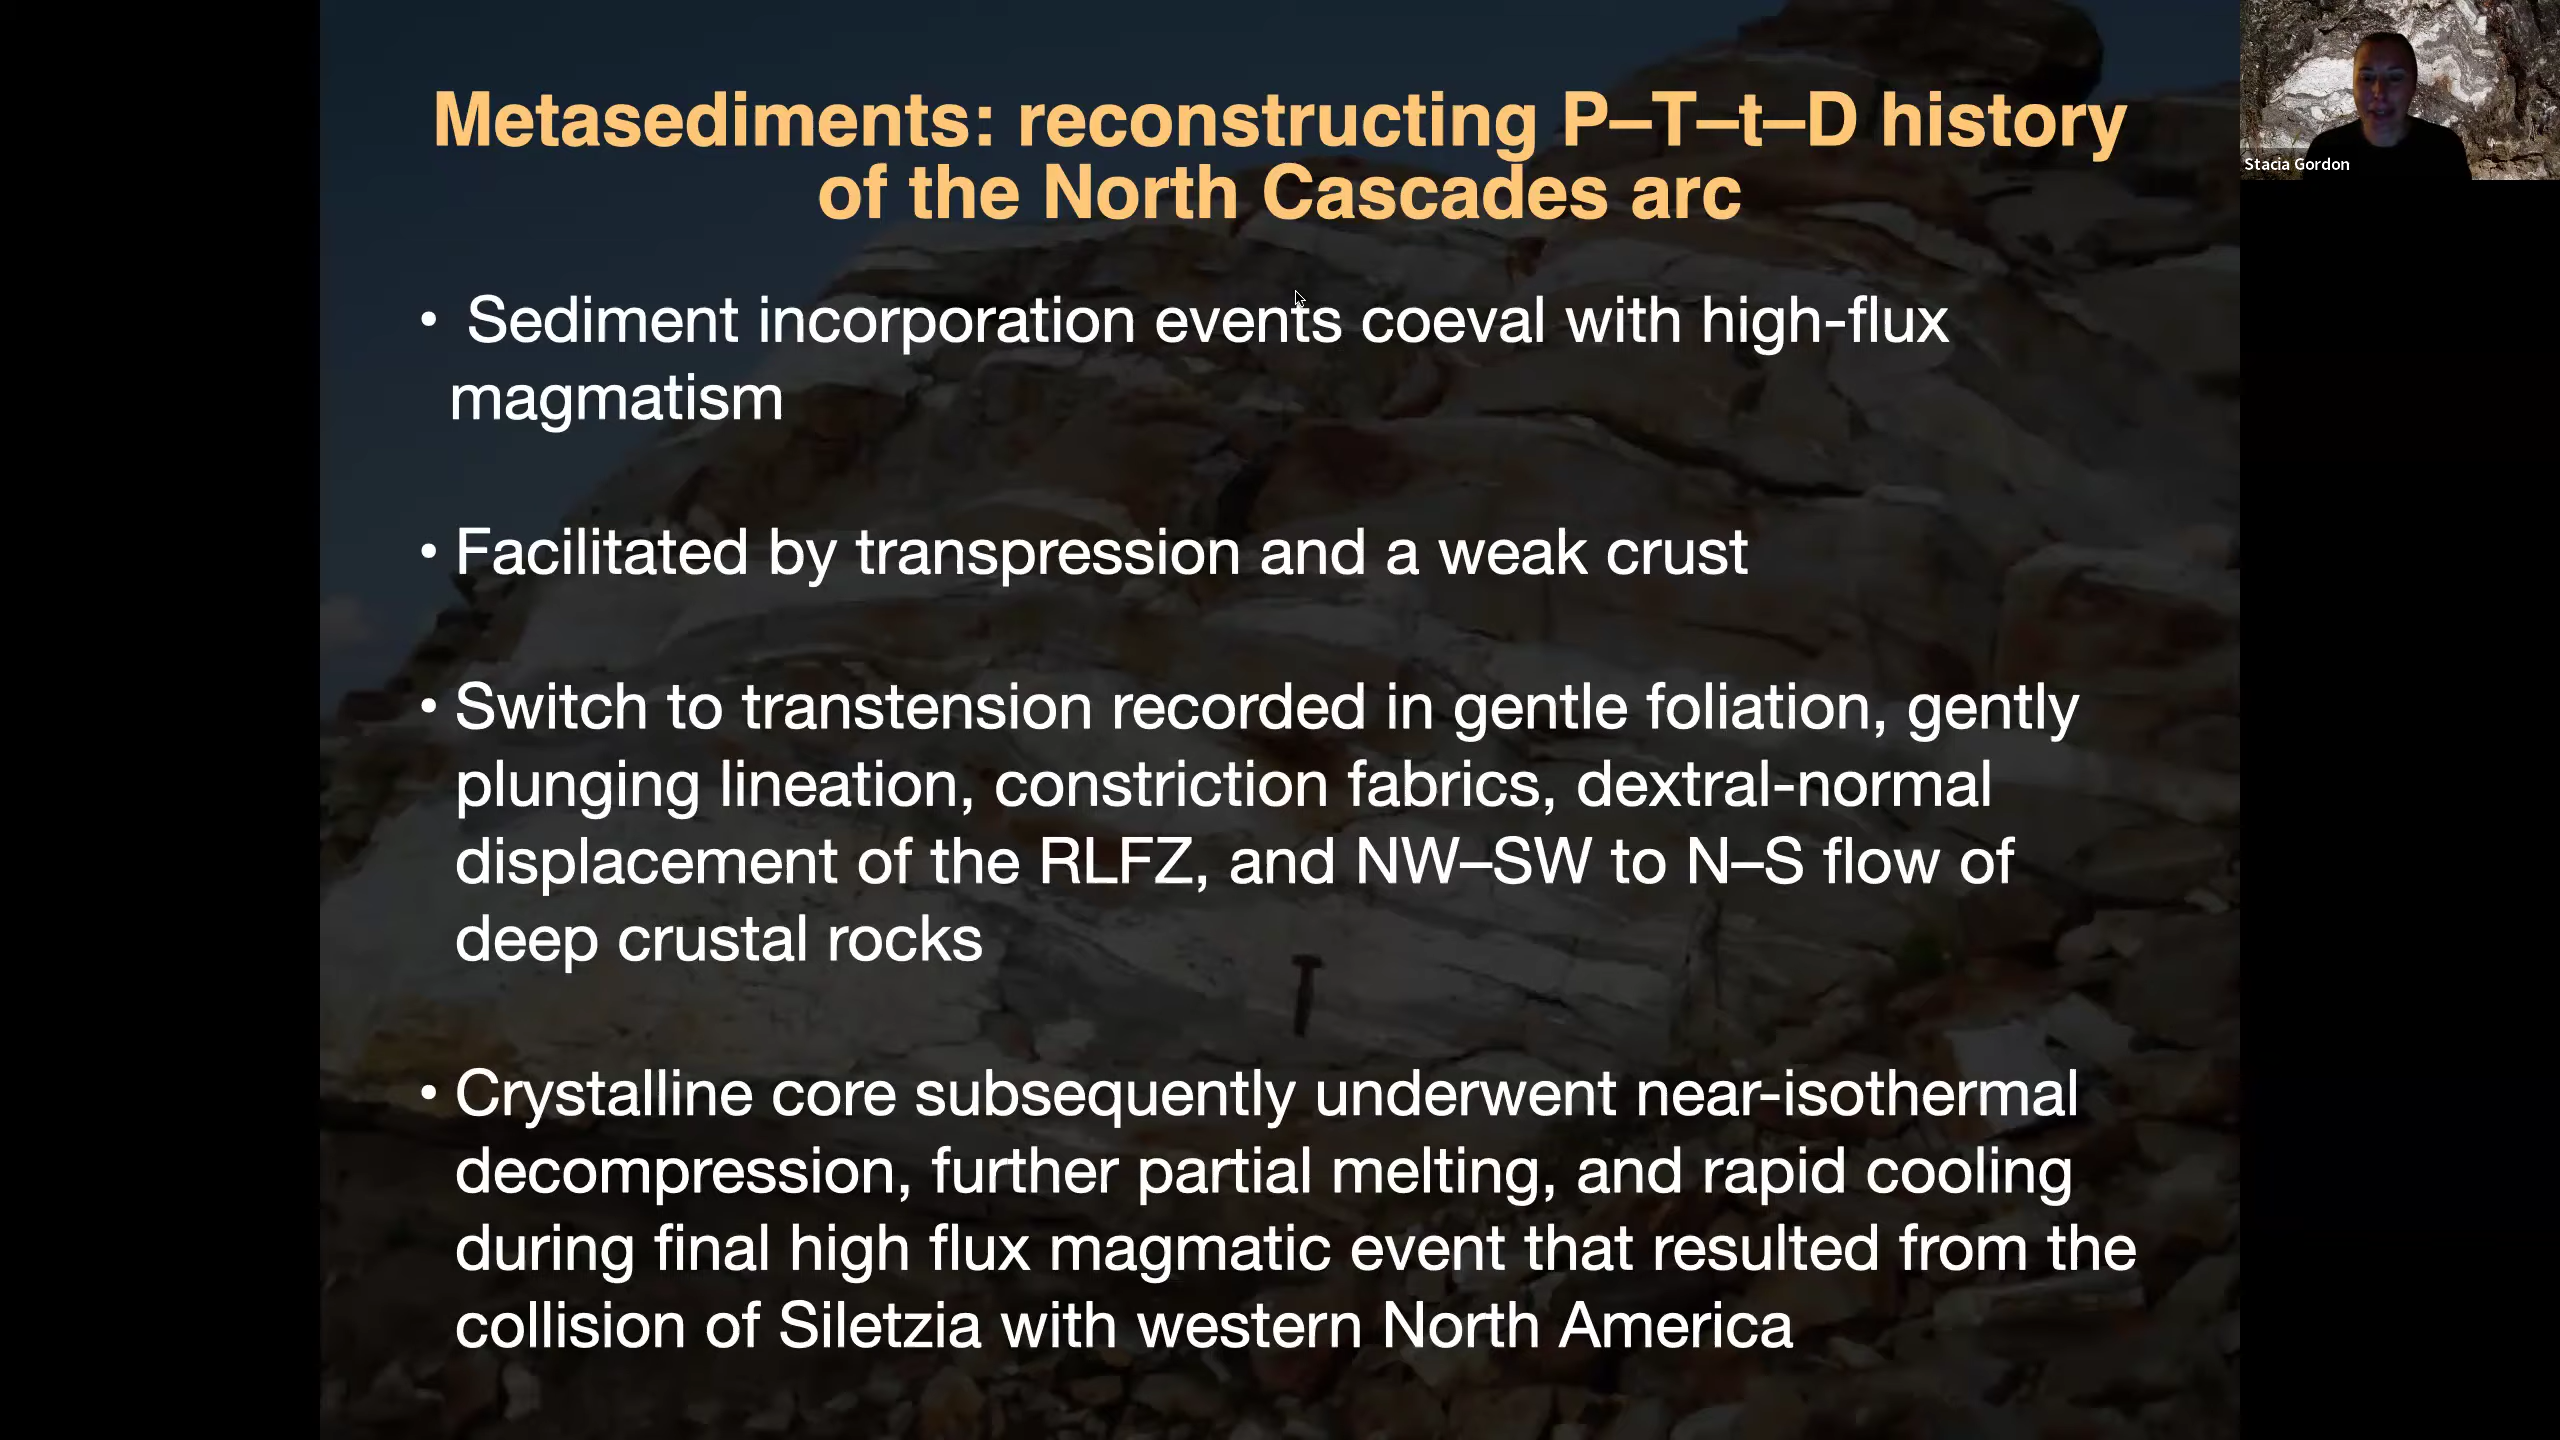 Metasediments: reconstructing P–T–t–D history
of the North Cascades arc
• Sediment incorporation events coeval with high-flux
magmatism
• Facilitated by transpression and a weak crust
• Switch to transtension recorded in gentle foliation, gently
plunging lineation, constriction fabrics, dextral-normal
displacement of the RLFZ, and NW–SW to N–S flow of
deep crustal rocks
• Crystalline core subsequently underwent near-isothermal
decompression, further partial melting, and rapid cooling
during final high flux magmatic event that resulted from the
collision of Siletzia with western North America
Stacia Gordon